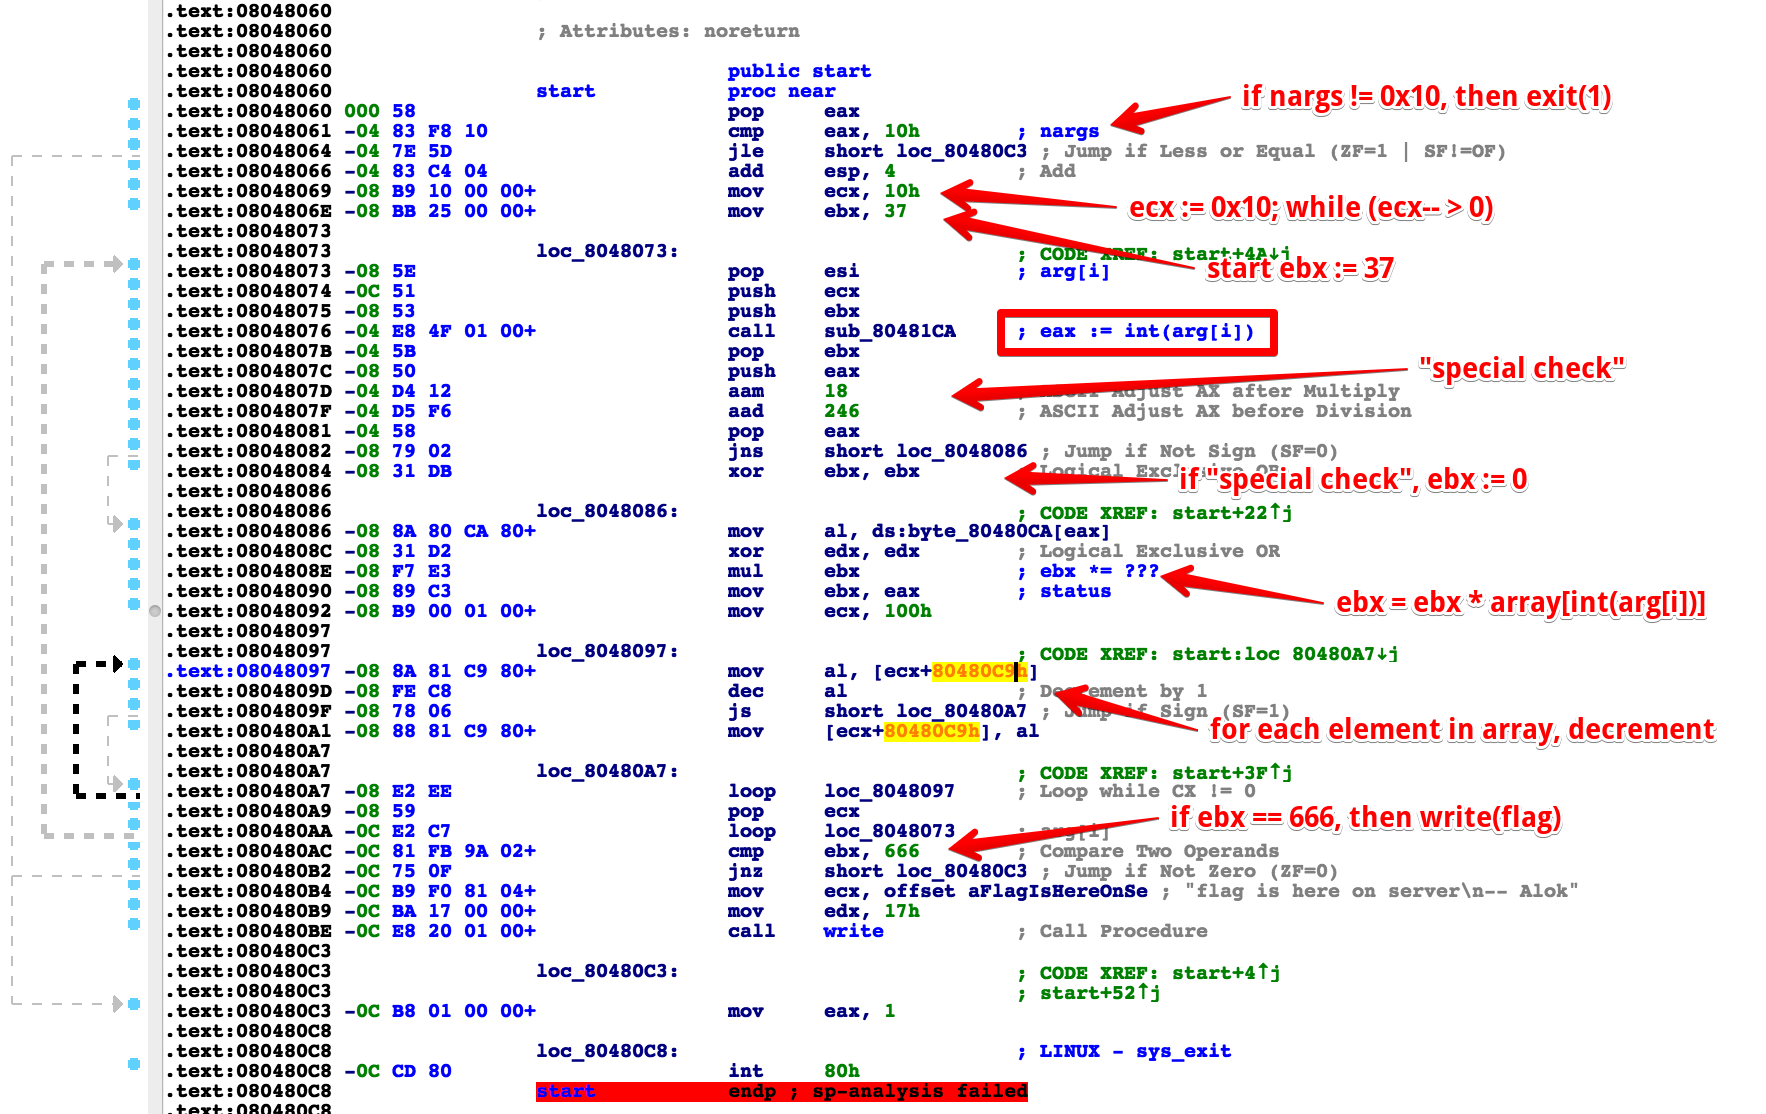 .text:08048060
.text:08048060 ; Attributes: noreturn
.text:08048060
.text:08048060 public start
.text:08048060 start proc near
if nargs != 0x10, then exit(1)
.text:08048060 000 58 pop eax
.text:08048061 -04 83 F8 10 cmp eax, 10h ; nargs
.text:08048064 -04 7E 5D jle short loc_80480C3 ; Jump if Less or Equal (ZF=1 | SF!=OF)
.text:08048066 -04 83 C4 04 add esp, 4 ; Add
.text:08048069 -08 B9 10 00 00+ mov ecx, 10h
ecx := 0x10; while (ecx-- > 0)
.text:0804806E -08 BB 25 00 00+ mov ebx, 37
.text:08048073
.text:08048073 loc_8048073: ; CODE XREF: start+4A↓j
start ebx := 37
.text:08048073 -08 5E pop esi ; arg[i]
.text:08048074 -0C 51 push ecx
.text:08048075 -08 53 push ebx
.text:08048076 -04 E8 4F 01 00+ call sub_80481CA ; eax := int(arg[i])
.text:0804807B -04 5B pop ebx
.text:0804807C -08 50 push eax
"special check"
.text:0804807D -04 D4 12 aam 18 ; ASCII Adjust AX after Multiply
.text:0804807F -04 D5 F6 aad 246 ; ASCII Adjust AX before Division
.text:08048081 -04 58 pop eax
.text:08048082 -08 79 02 jns short loc_8048086 ; Jump if Not Sign (SF=0)
.text:08048084 -08 31 DB xor ebx, ebx ; Logical Exclusive OR
if "special check", ebx := 0
.text:08048086
.text:08048086 loc_8048086: ; CODE XREF: start+22↑j
.text:08048086 -08 8A 80 CA 80+ mov al, ds:byte_80480CA[eax]
.text:0804808C -08 31 D2 xor edx, edx ; Logical Exclusive OR
.text:0804808E -08 F7 E3 mul ebx ; ebx *= ???
.text:08048090 -08 89 C3 mov ebx, eax ; status
ebx = ebx * array[int(arg[i])]
.text:08048092 -08 B9 00 01 00+ mov ecx, 100h
.text:08048097
.text:08048097 loc_8048097: ; CODE XREF: start:loc_80480A7↓j
.text:08048097 -08 8A 81 C9 80+ mov al, [ecx+80480C9h]
.text:0804809D -08 FE C8 dec al ; Decrement by 1
.text:0804809F -08 78 06 js short loc_80480A7 ; Jump if Sign (SF=1)
for each element in array, decrement
.text:080480A1 -08 88 81 C9 80+ mov [ecx+80480C9h], al
.text:080480A7
.text:080480A7 loc_80480A7: ; CODE XREF: start+3F↑j
.text:080480A7 -08 E2 EE loop loc_8048097 ; Loop while CX != 0
.text:080480A9 -08 59 pop ecx
if ebx == 666, then write(flag)
.text:080480AA -0C E2 C7 loop loc_8048073 ; arg[i]
.text:080480AC -0C 81 FB 9A 02+ cmp ebx, 666 ; Compare Two Operands
.text:080480B2 -0C 75 0F jnz short loc_80480C3 ; Jump if Not Zero (ZF=0)
.text:080480B4 -0C B9 F0 81 04+ mov ecx, offset aFlagIsHereOnSe ; "flag is here on server\n-- Alok"
.text:080480B9 -0C BA 17 00 00+ mov edx, 17h
.text:080480BE -0C E8 20 01 00+ call write ; Call Procedure
.text:080480C3
.text:080480C3 loc_80480C3: ; CODE XREF: start+4↑j
.text:080480C3 ; start+52↑j
.text:080480C3 -0C B8 01 00 00+ mov eax, 1
.text:080480C8
.text:080480C8 loc_80480C8: ; LINUX - sys_exit
.text:080480C8 -0C CD 80 int 80h
.text:080480C8 start endp ; sp-analysis failed
.text:080480C8